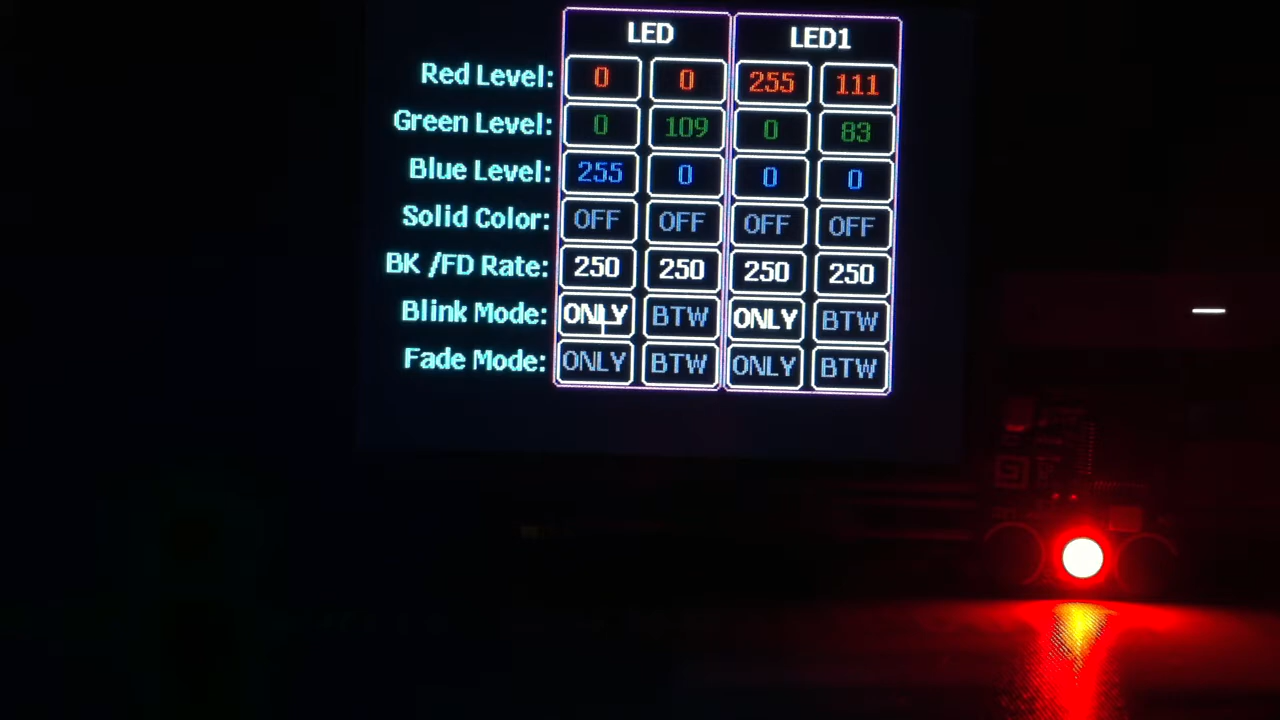 LED LED1
Red Level: 0 0 255 111
Green Level: 0 109 0 83
Blue Level: 255 0 0 0
Solid Color: OFF OFF OFF OFF
BK /FD Rate: 250 250 250 250
Blink Mode: ONLY BTW ONLY BTW
Fade Mode: ONLY BTW ONLY BTW